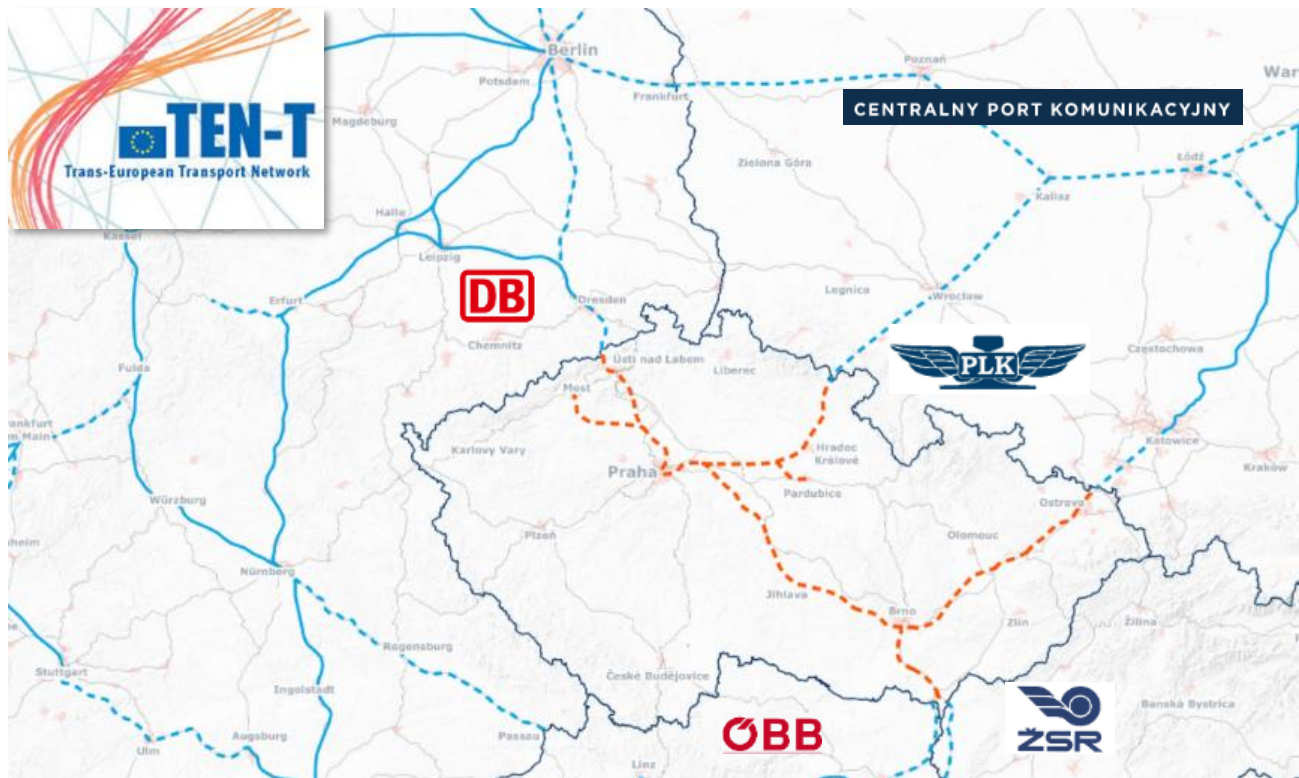 TEN-T
Trans-European Transport Network
Berlin
Potsdam
Frankfurt
Poznań
War
CENTRALNY PORT KOMUNIKACYJNY
Magdeburg
Zielona Góra
Łódź
Kalisz
Halle
Kassel
Leipzig
DB
Erfurt
Dresden
Legnica
Wrocław
Chemnitz
Ústí nad Labem
Liberec
PLK
Częstochowa
Fulda
Most
Frankfurt
Main
Karlovy Vary
Hradec
Králové
Katowice
Kraków
Praha
Pardubice
Würzburg
Ostrava
Plzeň
Olomouc
Nürnberg
Jihlava
Brno
Zlín
Žilina
Regensburg
Stuttgart
České Budějovice
Ingolstadt
Banská Bystrica
Augsburg
Passau
Ulm
ÖBB
ŽSR
Linz